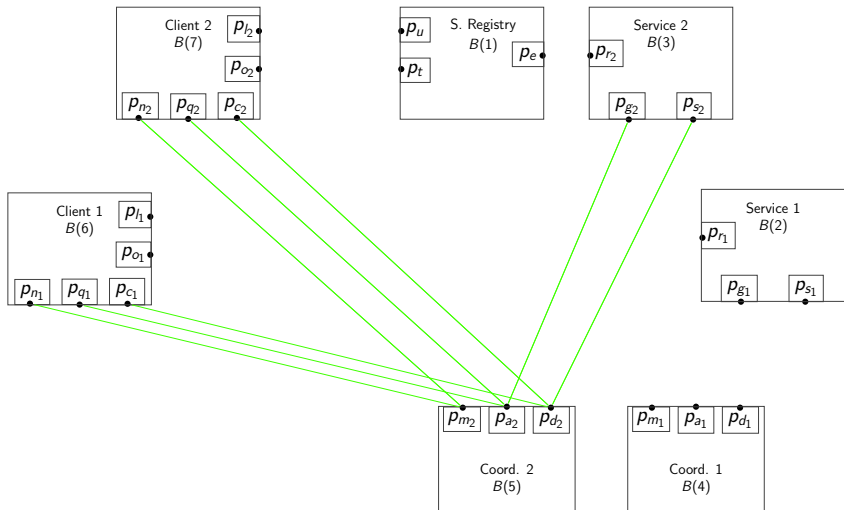 Client 2
B(7)
p_{l_2}
p_{o_2}
p_{n_2} p_{q_2} p_{c_2}
S. Registry
B(1)
p_u
p_t
p_e
Service 2
B(3)
p_{r_2}
p_{g_2} p_{s_2}
Client 1
B(6)
p_{l_1}
p_{o_1}
p_{n_1} p_{q_1} p_{c_1}
Service 1
B(2)
p_{r_1}
p_{g_1} p_{s_1}
p_{m_2} p_{a_2} p_{d_2}
Coord. 2
B(5)
p_{m_1} p_{a_1} p_{d_1}
Coord. 1
B(4)